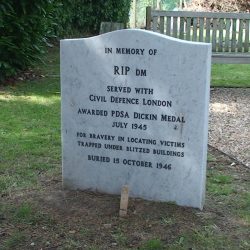 IN MEMORY OF
RIP DM
SERVED WITH
CIVIL DEFENCE LONDON
AWARDED PDSA DICKIN MEDAL
JULY 1945
FOR BRAVERY IN LOCATING VICTIMS
TRAPPED UNDER BLITZED BUILDINGS
BURIED 15 OCTOBER 1946